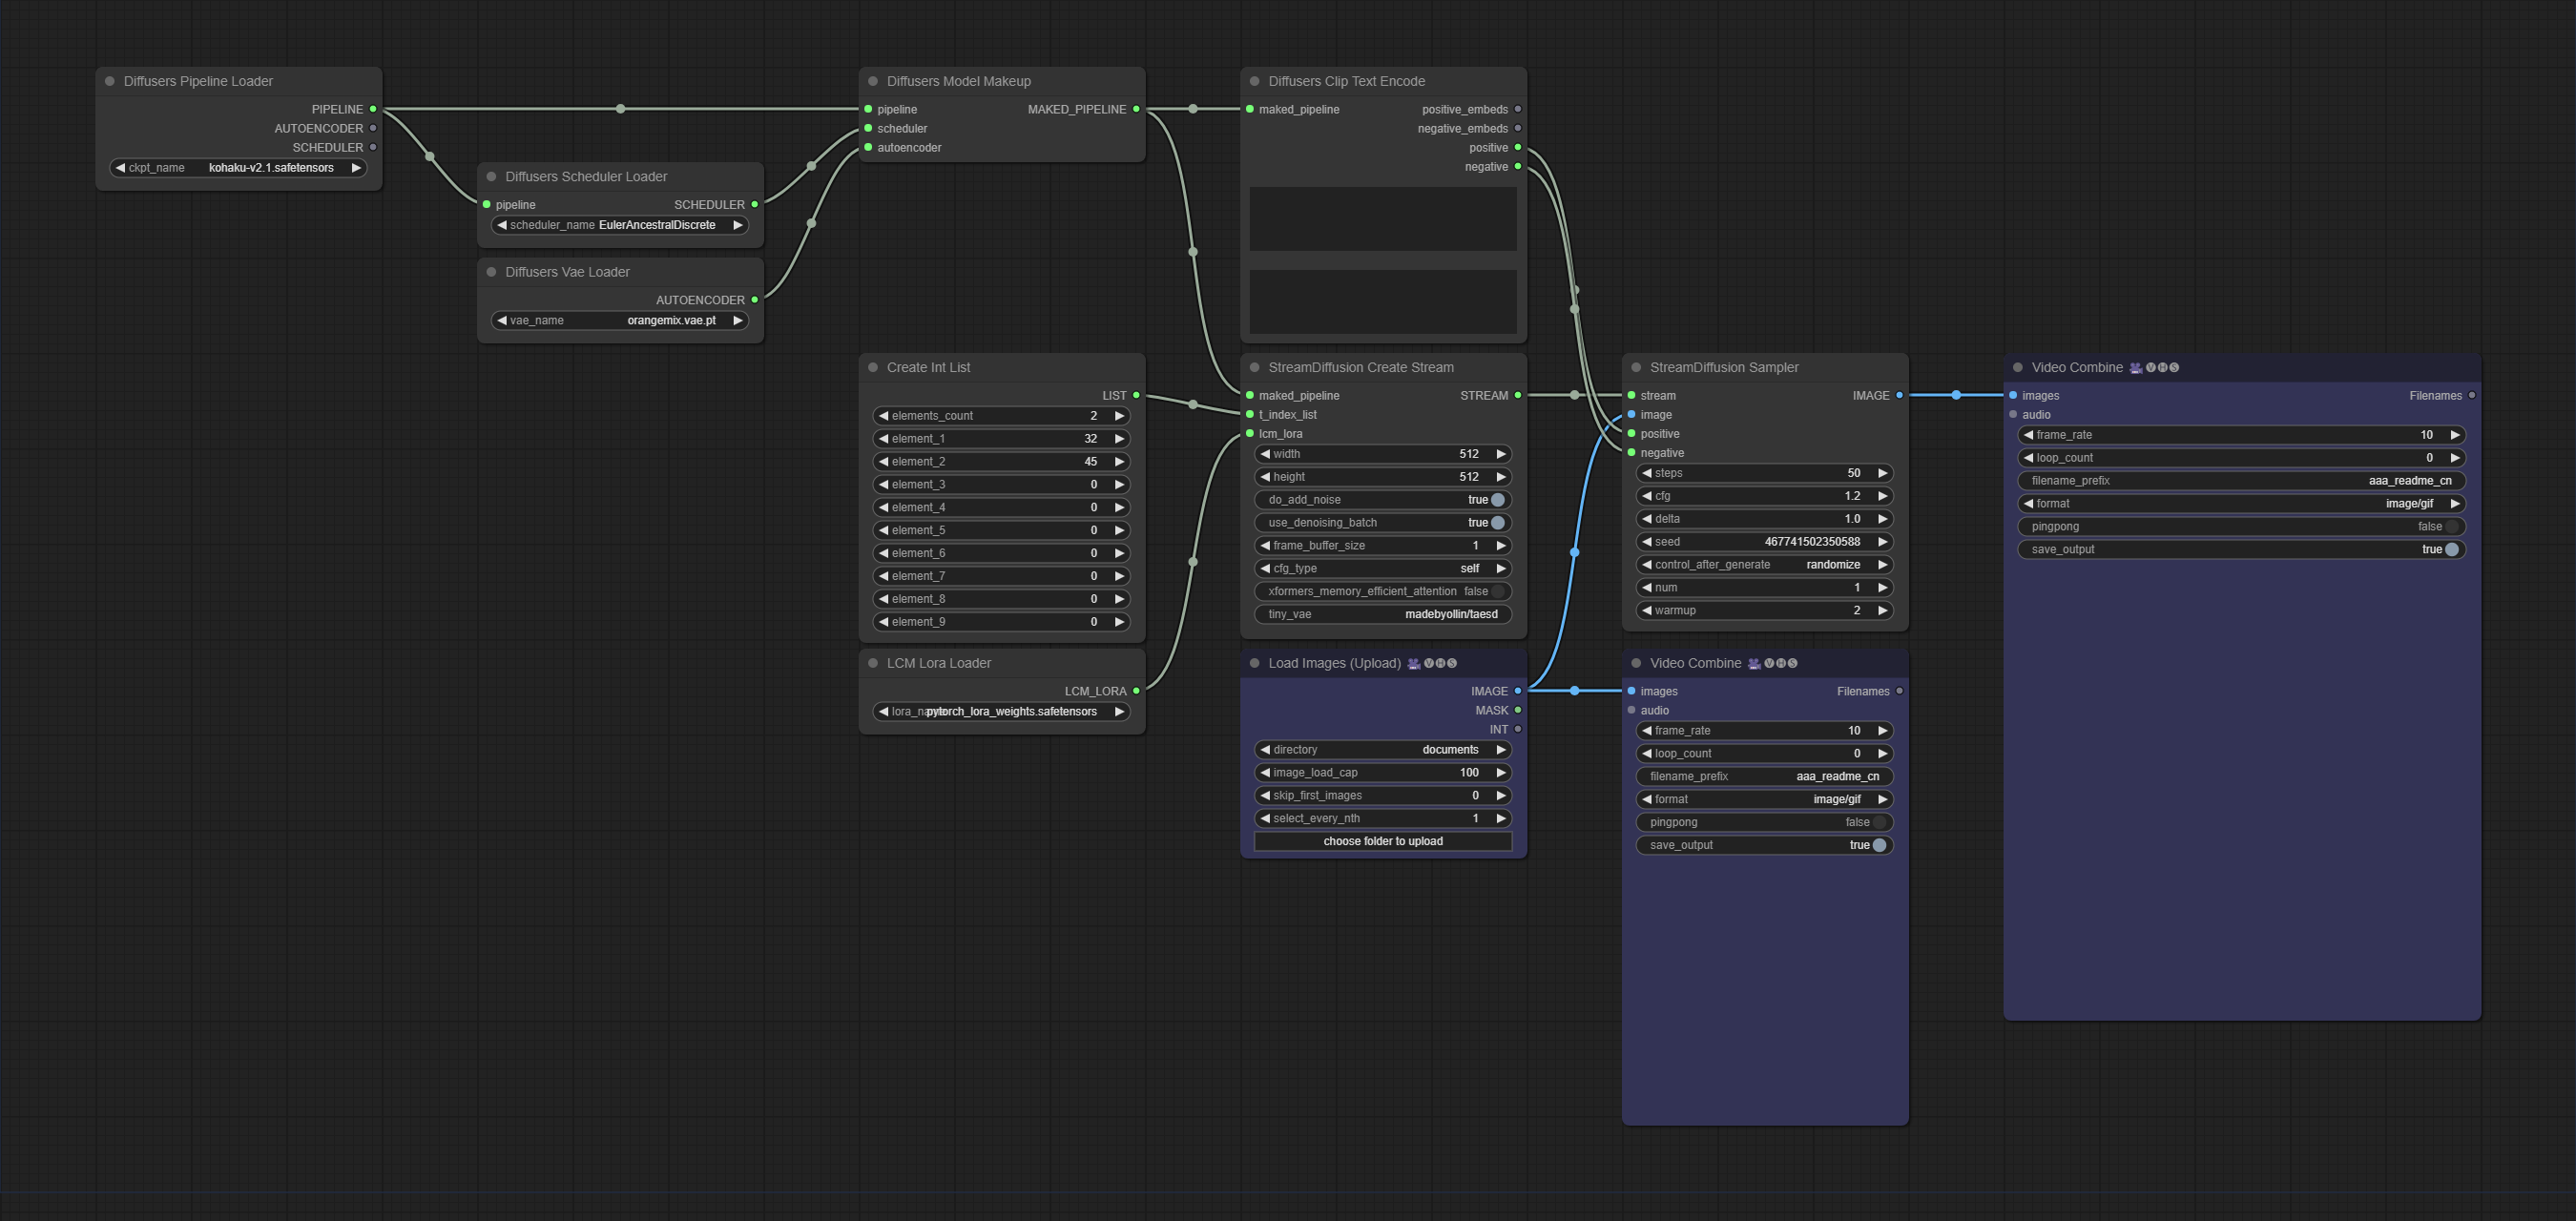 Diffusers Pipeline Loader
PIPELINE
AUTOENCODER
SCHEDULER
ckpt_name kohaku-v2.1.safetensors
Diffusers Scheduler Loader
pipeline SCHEDULER
scheduler_name EulerAncestralDiscrete
Diffusers Vae Loader
AUTOENCODER
vae_name orangemix.vae.pt
Diffusers Model Makeup
pipeline MAKED_PIPELINE
scheduler
autoencoder
Diffusers Clip Text Encode
maked_pipeline positive_embeds
negative_embeds
positive
negative
Create Int List
LIST
elements_count 2
element_1 32
element_2 45
element_3 0
element_4 0
element_5 0
element_6 0
element_7 0
element_8 0
element_9 0
LCM Lora Loader
LCM_LORA
pytorch_lora_weights.safetensors
StreamDiffusion Create Stream
maked_pipeline STREAM
t_index_list
lcm_lora
width 512
height 512
do_add_noise true
use_denoising_batch true
frame_buffer_size 1
cfg_type self
xformers_memory_efficient_attention false
tiny_vae madebyollin/taesd
Load Images (Upload) 🎥🅥🅗🅢
IMAGE
MASK
INT
directory documents
image_load_cap 100
skip_first_images 0
select_every_nth 1
choose folder to upload
StreamDiffusion Sampler
stream IMAGE
image
positive
negative
steps 50
cfg 1.2
delta 1.0
seed 467741502350588
control_after_generate randomize
num 1
warmup 2
Video Combine 🎥🅥🅗🅢
images Filenames
audio
frame_rate 10
loop_count 0
filename_prefix aaa_readme_cn
format image/gif
pingpong false
save_output true
Video Combine 🎥🅥🅗🅢
images Filenames
audio
frame_rate 10
loop_count 0
filename_prefix aaa_readme_cn
format image/gif
pingpong false
save_output true